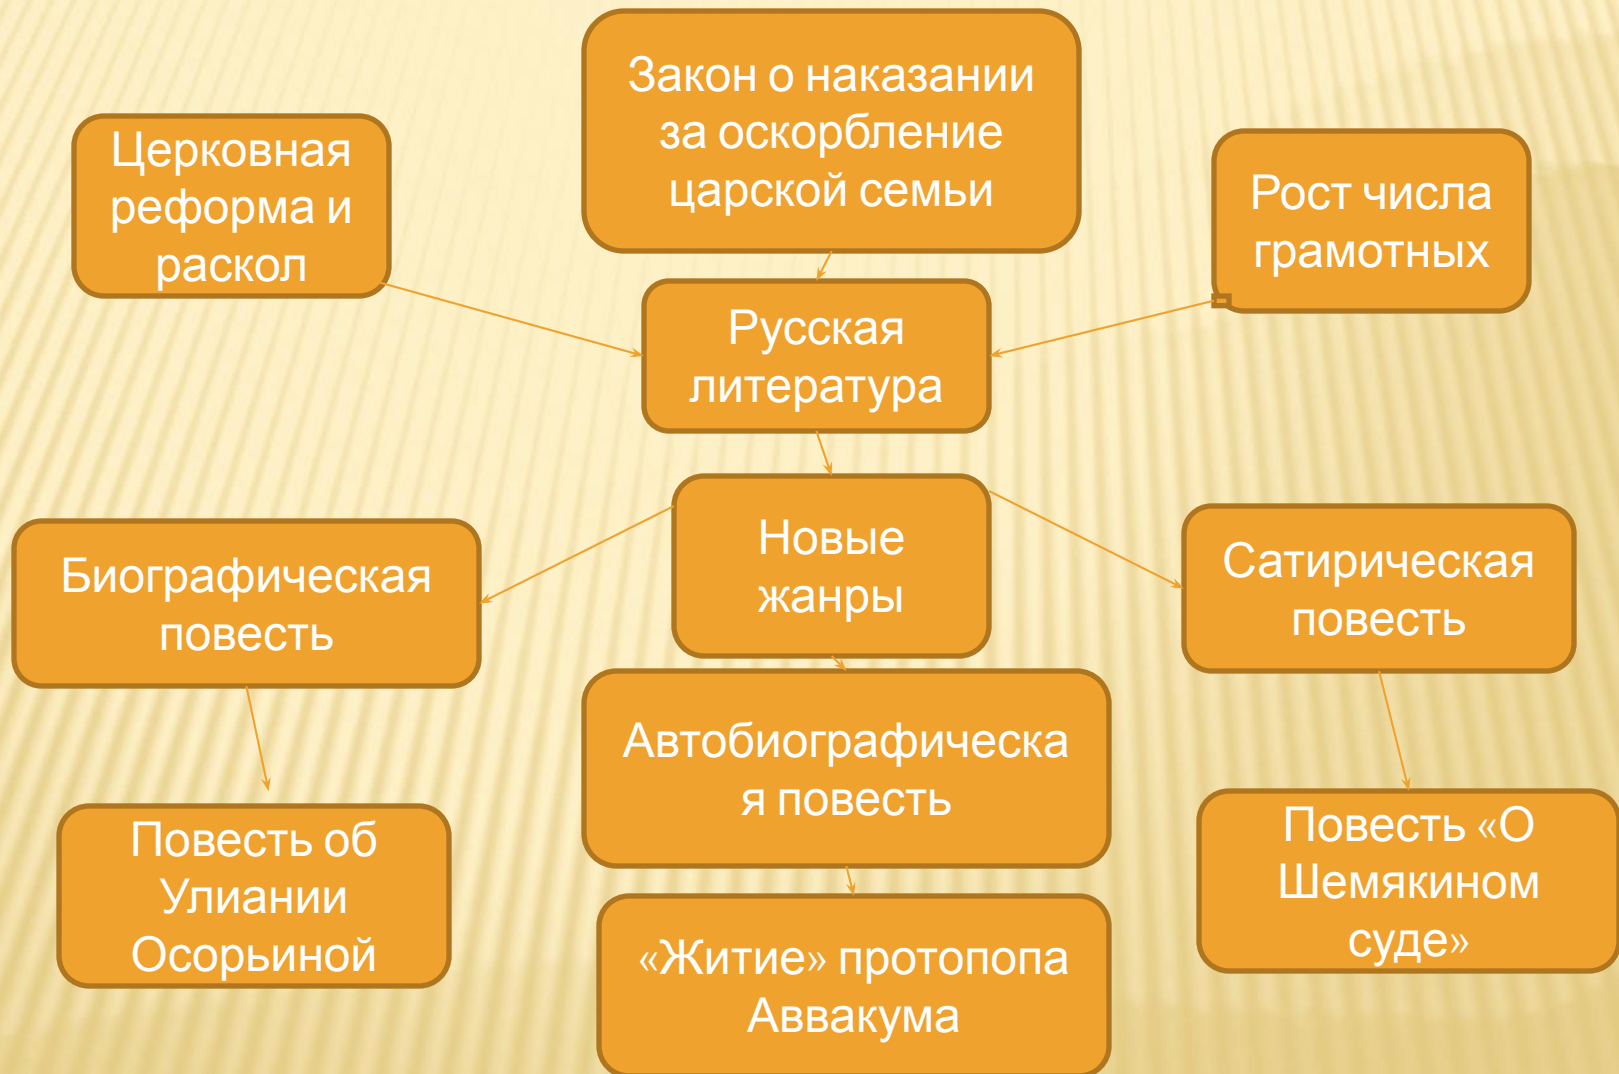 Закон о наказании
за оскорбление
царской семьи
Церковная
реформа и
раскол
Рост числа
грамотных
Русская
литература
Новые
жанры
Биографическая
повесть
Сатирическая
повесть
Автобиографическа
я повесть
Повесть об
Улиании
Осорьиной
«Житие» протопопа
Аввакума
Повесть «О
Шемякином
суде»